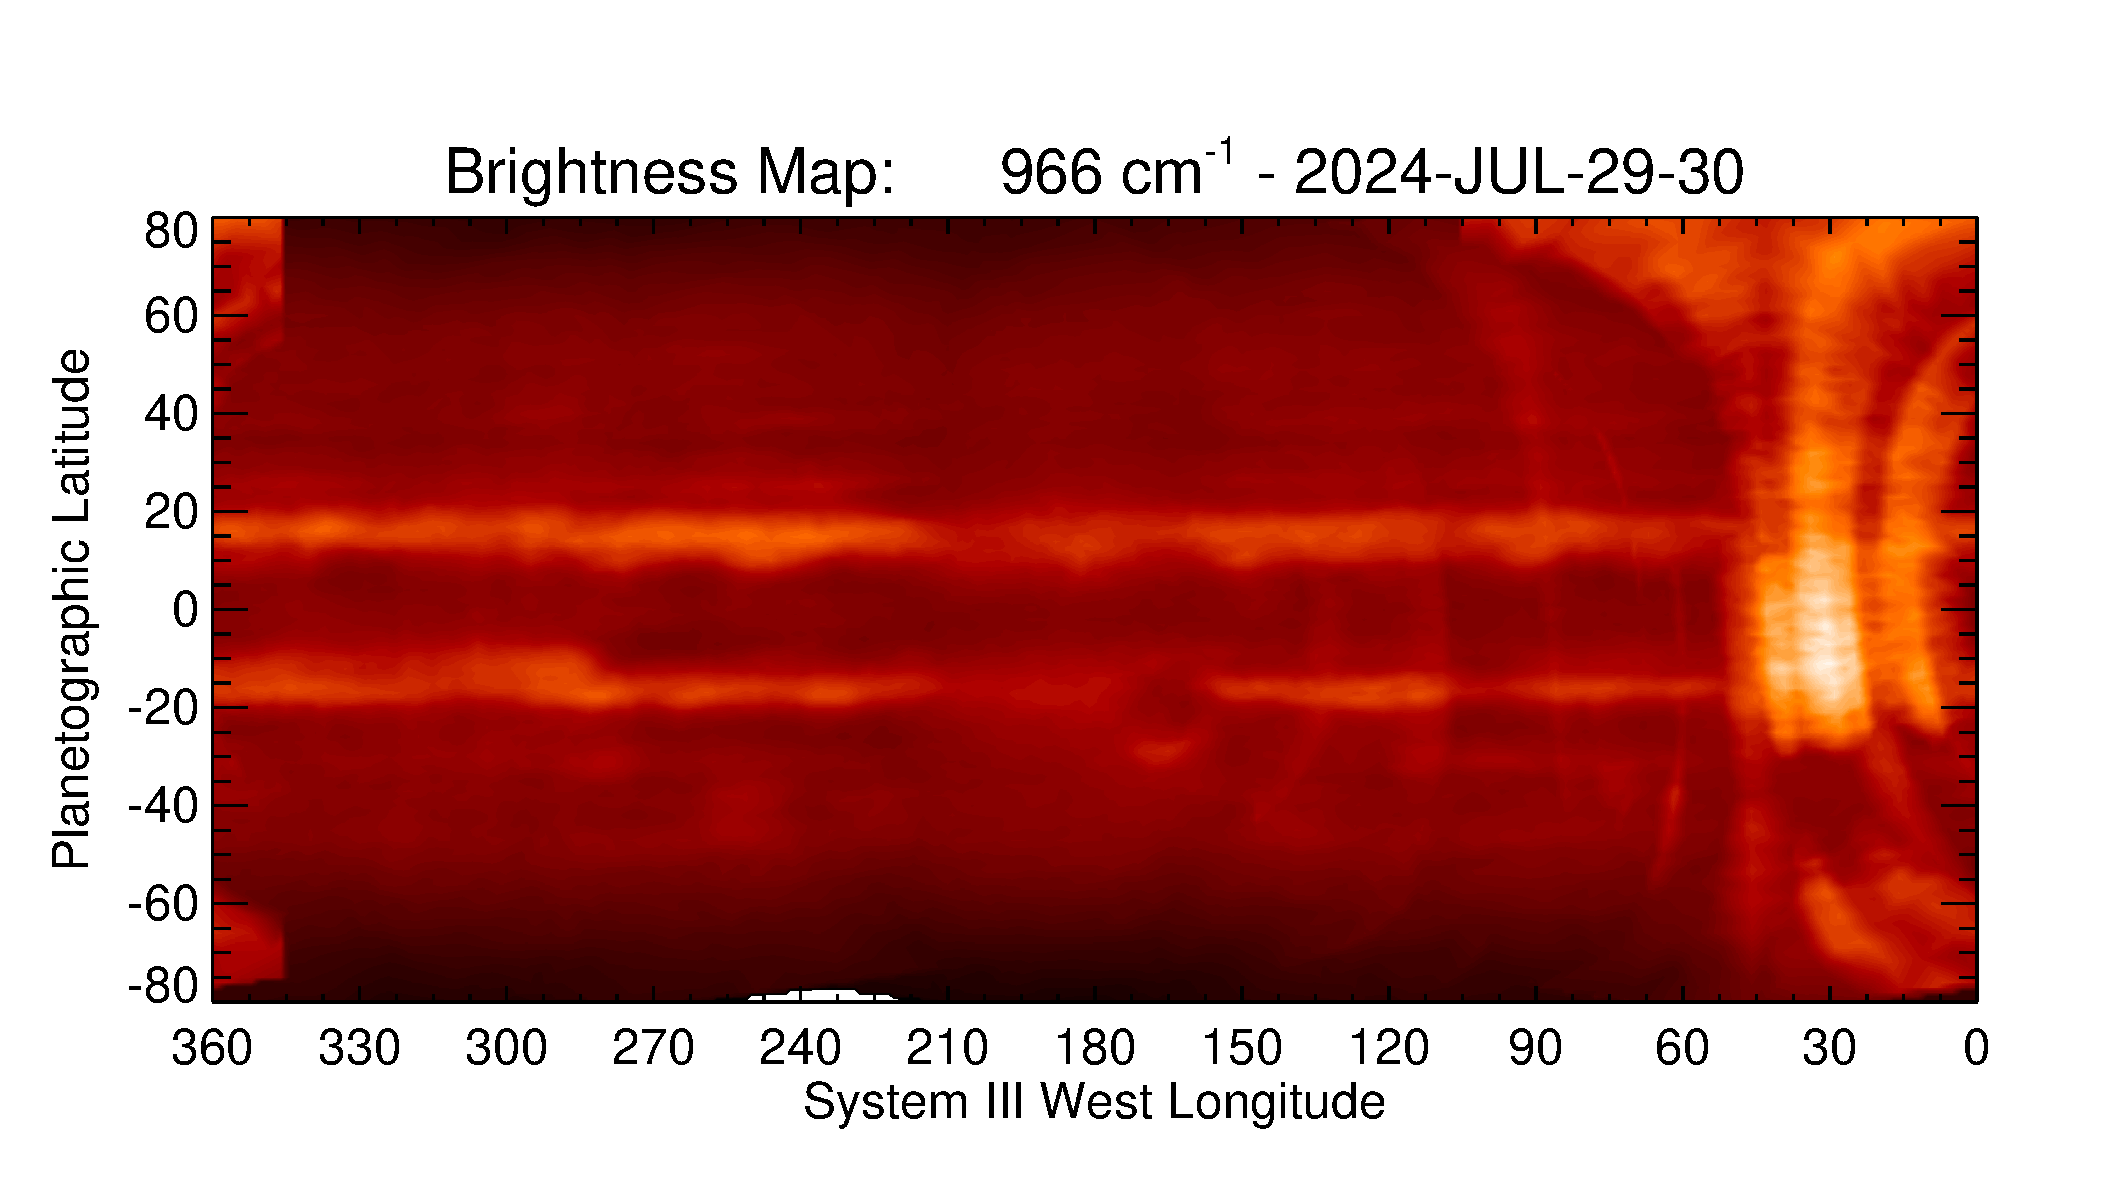 Brightness Map: 966 cm-1 - 2024-JUL-29-30
80
60
40
20
0
-20
-40
-60
-80
Planetographic Latitude
360 330 300 270 240 210 180 150 120 90 60 30 0
System III West Longitude